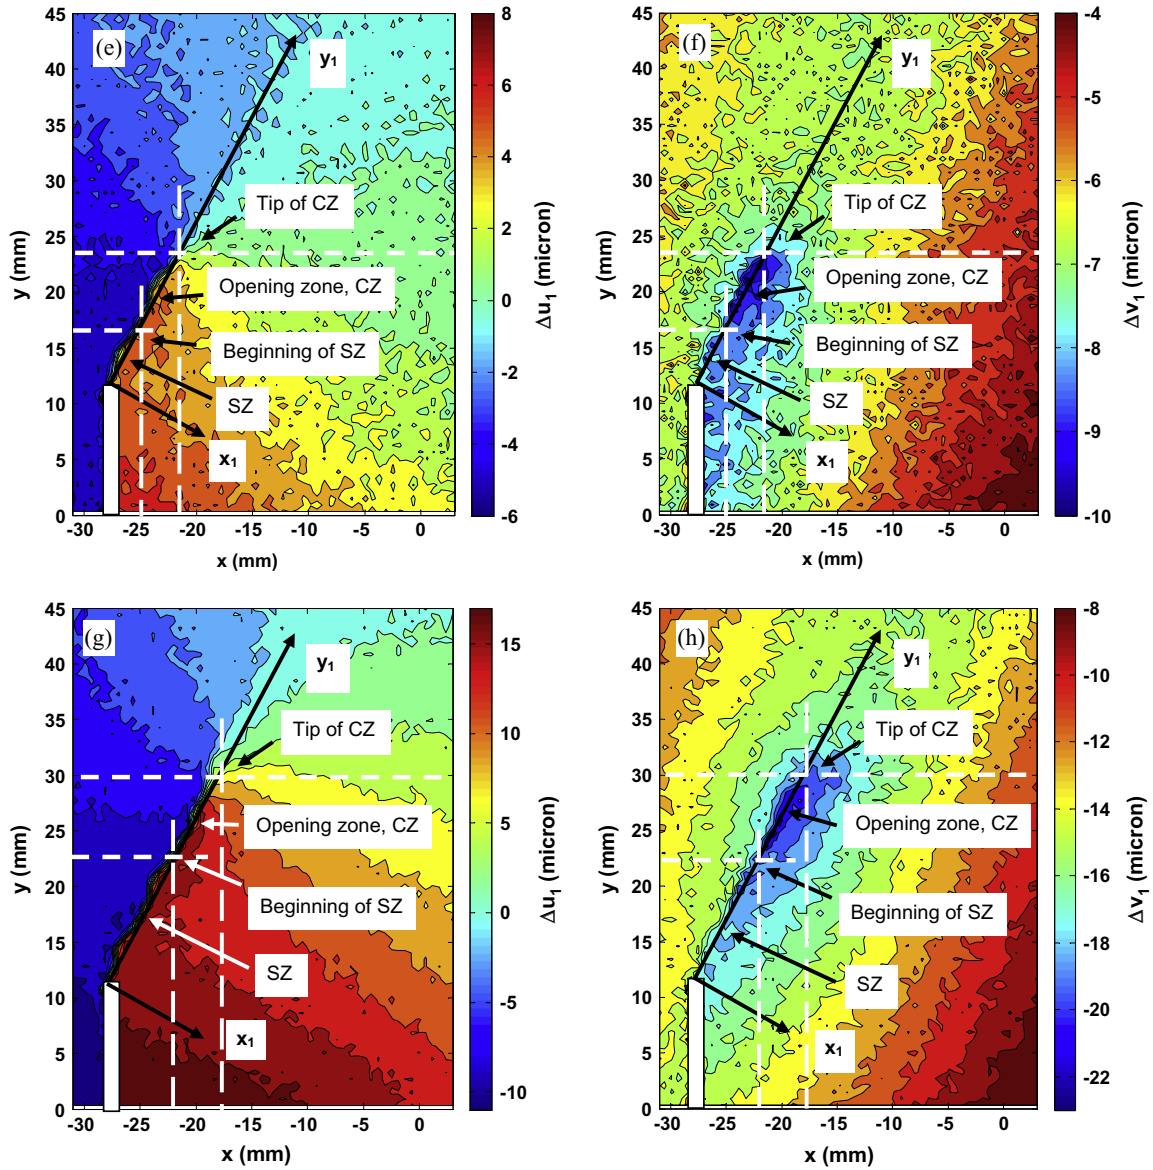 (e)
y₁
Tip of CZ
Opening zone, CZ
Beginning of SZ
SZ
x₁
45
40
35
30
25
20
15
10
5
0
-30 -25 -20 -15 -10 -5 0
x (mm)
y (mm)
8
6
4
2
0
-2
-4
-6
Δu₁ (micron)
(f)
y₁
Tip of CZ
Opening zone, CZ
Beginning of SZ
SZ
x₁
45
40
35
30
25
20
15
10
5
0
-30 -25 -20 -15 -10 -5 0
x (mm)
y (mm)
-4
-5
-6
-7
-8
-9
-10
Δv₁ (micron)
(g)
y₁
Tip of CZ
Opening zone, CZ
Beginning of SZ
SZ
x₁
45
40
35
30
25
20
15
10
5
0
-30 -25 -20 -15 -10 -5 0
x (mm)
y (mm)
15
10
5
0
-5
-10
Δu₁ (micron)
(h)
y₁
Tip of CZ
Opening zone, CZ
Beginning of SZ
SZ
x₁
45
40
35
30
25
20
15
10
5
0
-30 -25 -20 -15 -10 -5 0
x (mm)
y (mm)
-8
-10
-12
-14
-16
-18
-20
-22
Δv₁ (micron)